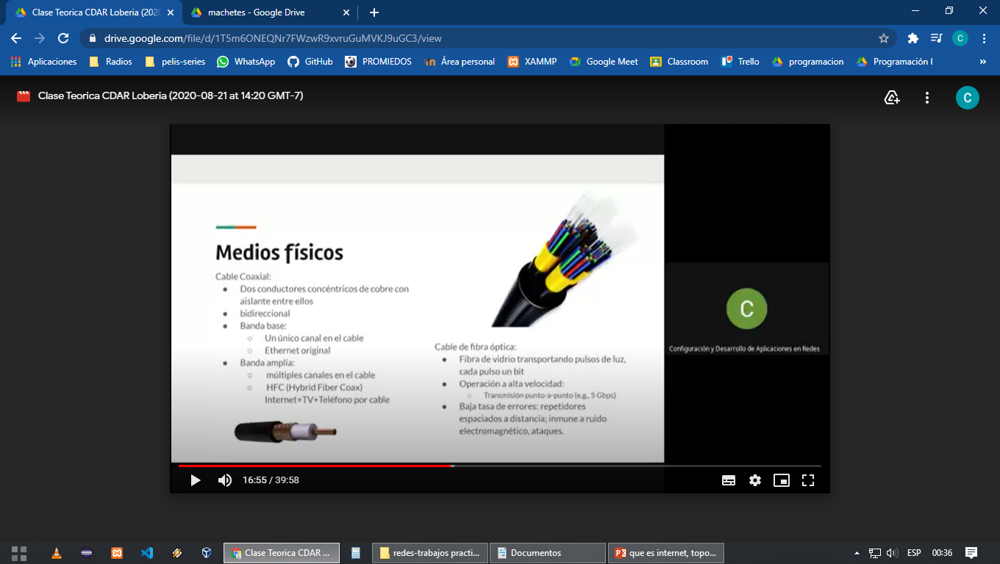 Clase Teorica CDAR Loberia (202
machetes - Google Drive
drive.google.com/file/d/1T5m6ONEQNr7FWzwR9xvruGuMVKJ9uGC3/view
C
Aplicaciones
Radios
pelis-series
WhatsApp
GitHub
PROMIEDOS
Área personal
XAMMP
Google Meet
Classroom
Trello
programacion
Programación I
»
Clase Teorica CDAR Loberia (2020-08-21 at 14:20 GMT-7)
C
Medios físicos
Cable Coaxial:
● Dos conductores concéntricos de cobre con
aislante entre ellos
● bidireccional
● Banda base:
○ Un único canal en el cable
○ Ethernet original
● Banda amplia:
○ múltiples canales en el cable
○ HFC (Hybrid Fiber Coax)
Internet+TV+Teléfono por cable
Cable de fibra óptica:
● Fibra de vidrio transportando pulsos de luz,
cada pulso un bit
● Operación a alta velocidad:
○ Transmisión punto-a-punto (e.g., 5 Gbps)
● Baja tasa de errores: repetidores
espaciados a distancia; inmune a ruido
electromagnético, ataques.
C
Configuración y Desarrollo de Aplicaciones en Redes
16:55 / 39:58
Clase Teorica CDAR ...
redes-trabajos practi...
Documentos
que es internet, topo...
ESP
00:36